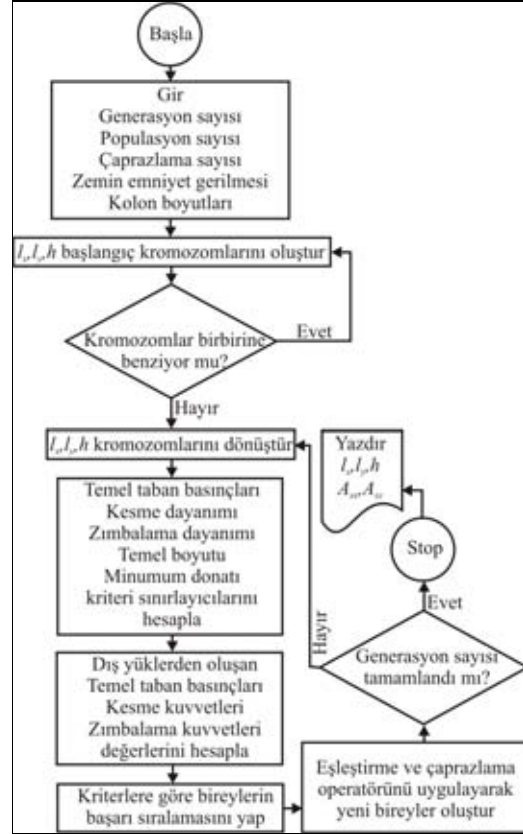 Başla
Gir
Generasyon sayısı
Populasyon sayısı
Çaprazlama sayısı
Zemin emniyet gerilmesi
Kolon boyutları
lx,ly,h başlangıç kromozomlarını oluştur
Kromozomlar birbirine
benziyor mu?
Evet
Hayır
lx,ly,h kromozomlarını dönüştür
Temel taban basınçları
Kesme dayanımı
Zımbalama dayanımı
Temel boyutu
Minumum donatı
kriteri sınırlayıcılarını
hesapla
Dış yüklerden oluşan
Temel taban basınçları
Kesme kuvvetleri
Zımbalama kuvvetleri
değerlerini hesapla
Kriterlere göre bireylerin
başarı sıralamasını yap
Eşleştirme ve çaprazlama
operatörünü uygulayarak
yeni bireyler oluştur
Generasyon sayısı
tamamlandı mı?
Hayır
Evet
Stop
Yazdır
lx,ly,h